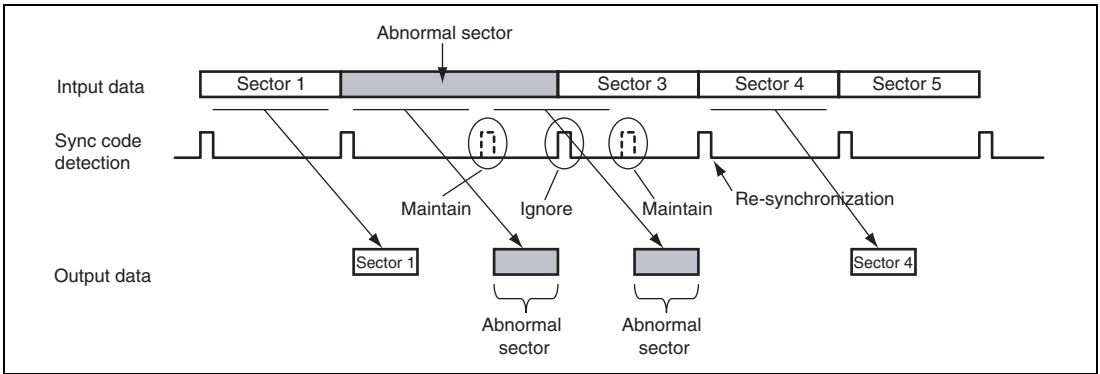 Abnormal sector
Intput data
Sector 1
Sector 3
Sector 4
Sector 5
Sync code
detection
Maintain
Ignore
Maintain
Re-synchronization
Output data
Sector 1
Sector 4
Abnormal
sector
Abnormal
sector